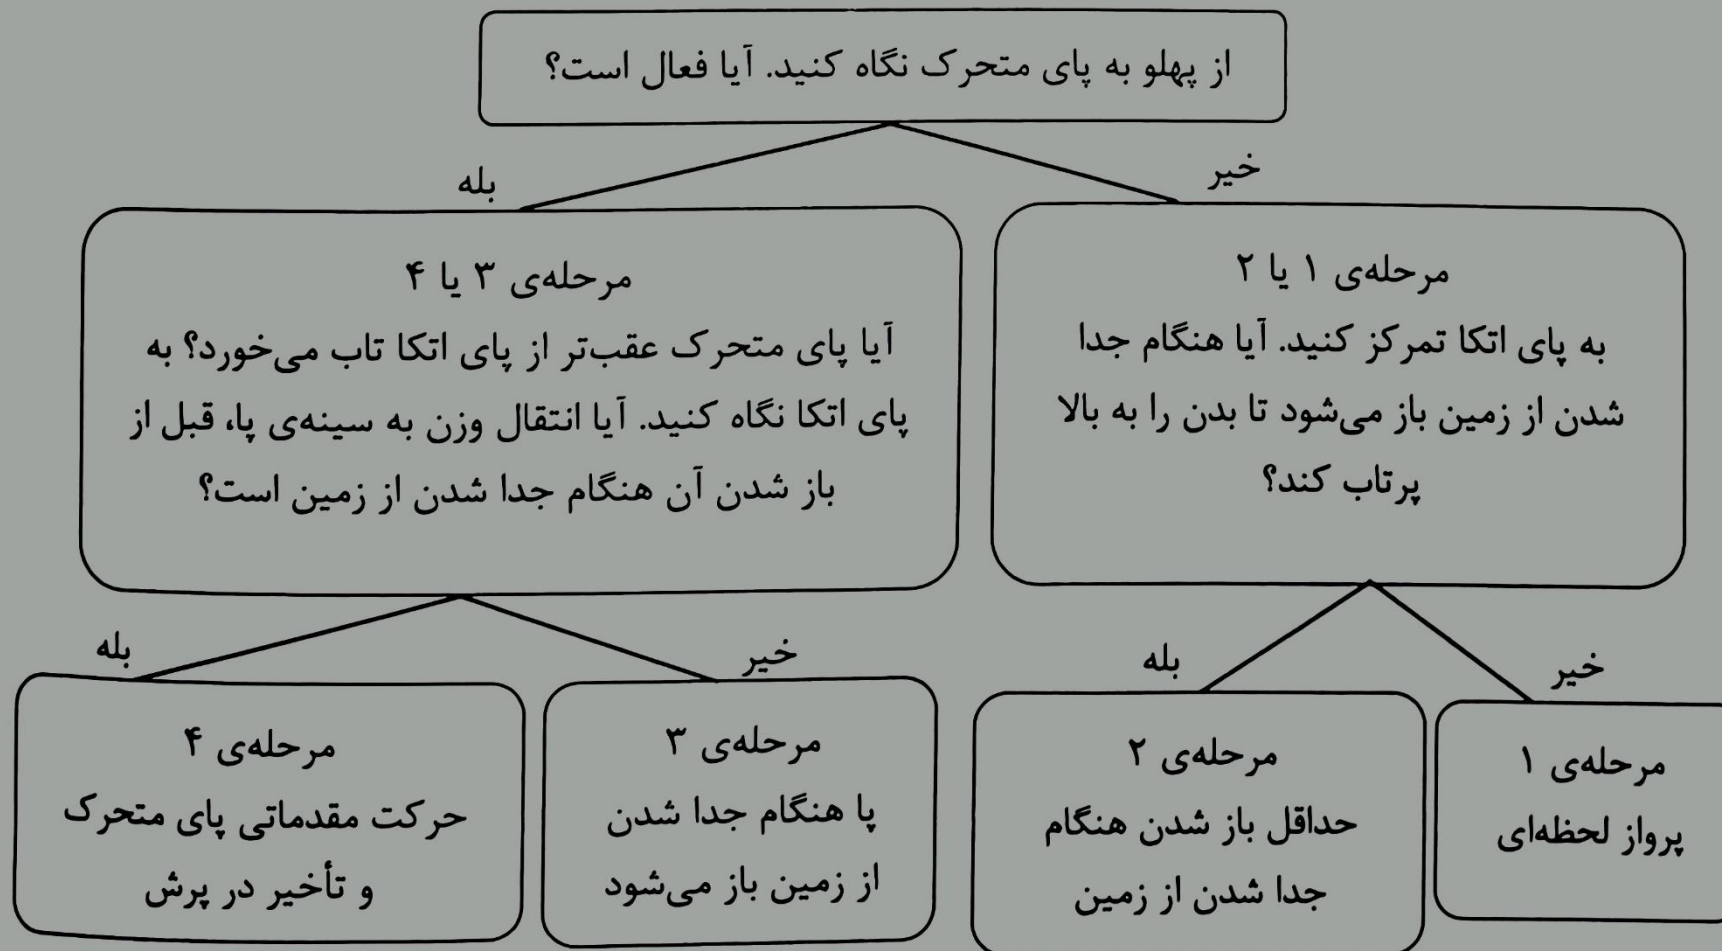 از پهلو به پای متحرک نگاه کنید. آیا فعال است؟
خیر
بله
مرحله‌ی ۱ یا ۲
به پای اتکا تمرکز کنید. آیا هنگام جدا
شدن از زمین باز می‌شود تا بدن را به بالا
پرتاب کند؟
مرحله‌ی ۳ یا ۴
آیا پای متحرک عقب‌تر از پای اتکا تاب می‌خورد؟ به
پای اتکا نگاه کنید. آیا انتقال وزن به سینه‌ی پا، قبل از
باز شدن آن هنگام جدا شدن از زمین است؟
خیر
بله
خیر
بله
مرحله‌ی ۱
پرواز لحظه‌ای
مرحله‌ی ۲
حداقل باز شدن هنگام
جدا شدن از زمین
مرحله‌ی ۳
پا هنگام جدا شدن
از زمین باز می‌شود
مرحله‌ی ۴
حرکت مقدماتی پای متحرک
و تأخیر در پرش